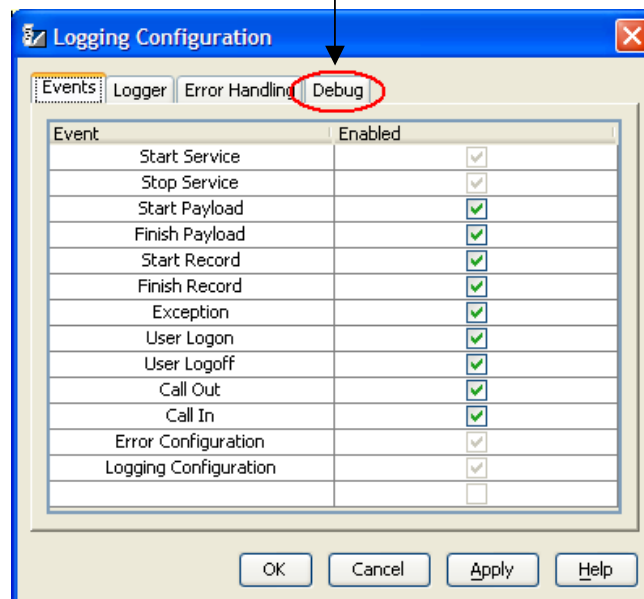 Logging Configuration
Events Logger Error Handling Debug
Event Enabled
Start Service
Stop Service
Start Payload
Finish Payload
Start Record
Finish Record
Exception
User Logon
User Logoff
Call Out
Call In
Error Configuration
Logging Configuration
OK Cancel Apply Help